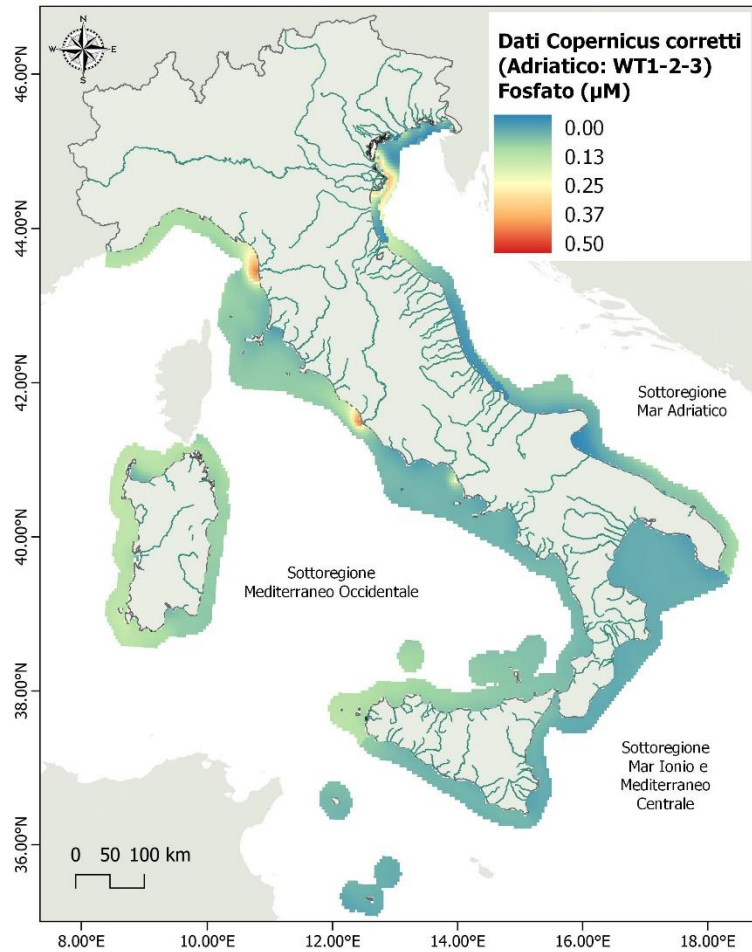 N
W
E
S
Dati Copernicus corretti
(Adriatico: WT1-2-3)
Fosfato (µM)
0.00
0.13
0.25
0.37
0.50
46.00°N
44.00°N
42.00°N
40.00°N
38.00°N
36.00°N
Sottoregione
Mar Adriatico
Sottoregione
Mediterraneo Occidentale
Sottoregione
Mar Ionio e
Mediterraneo
Centrale
0 50 100 km
8.00°E 10.00°E 12.00°E 14.00°E 16.00°E 18.00°E